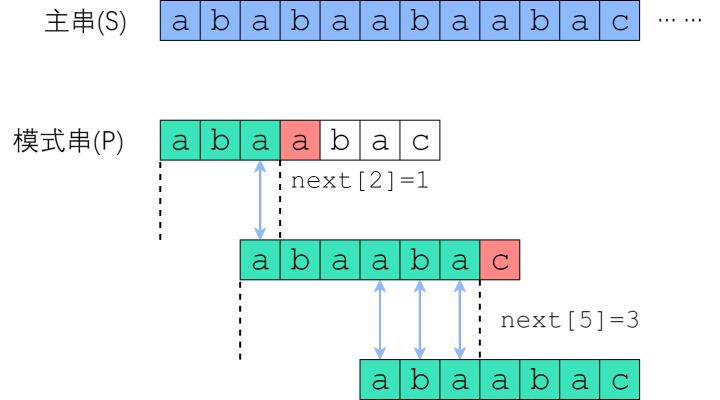 主串(S) a b a b a a b a a b a c ... ...
模式串(P) a b a a b a c
next[2]=1
a b a a b a c
next[5]=3
a b a a b a c